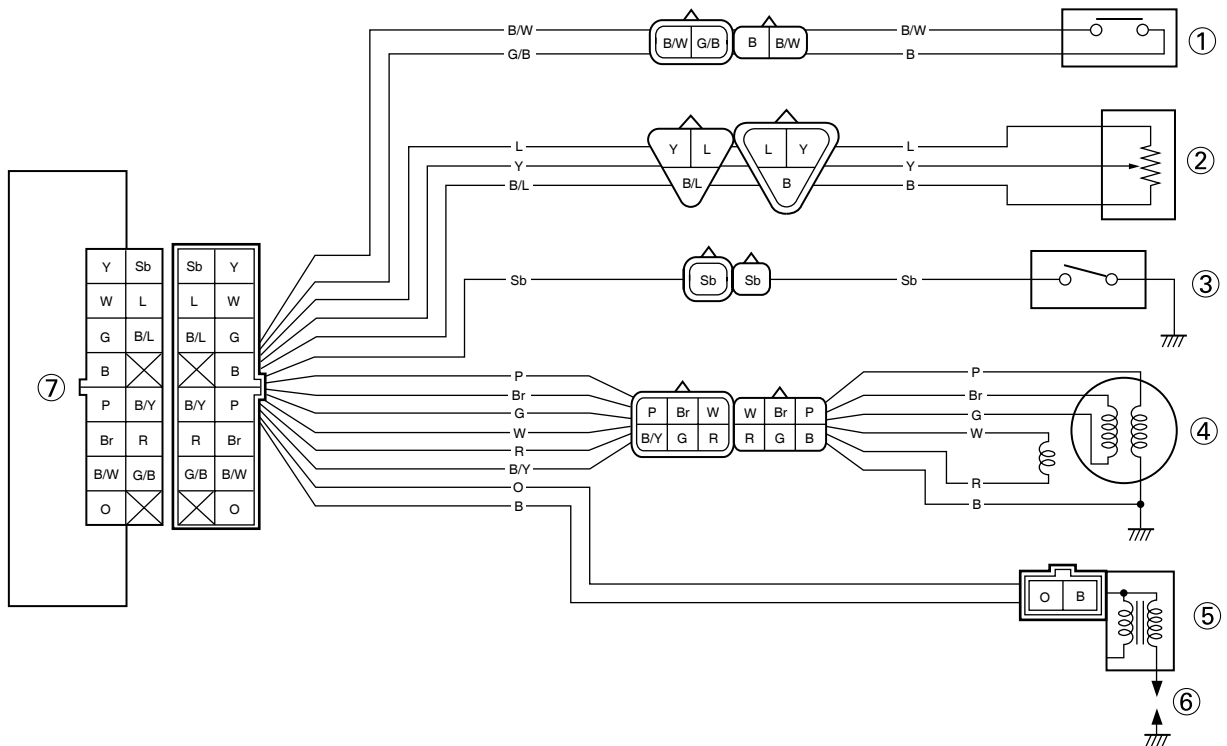 B/W B/W G/B B B/W B/W ①
G/B B
L Y L L Y L ②
Y Y
B/L B/L B B
Sb Sb Sb Sb ③
Y Sb Sb Y
W L L W
G B/L B/L G
B B
⑦ P B/Y B/Y P
Br R R Br
B/W G/B G/B B/W
O O
P P
Br P Br W W Br P Br
G G
W B/Y G R R G B W ④
R
B/Y R
O
B B
O B ⑤
⑥